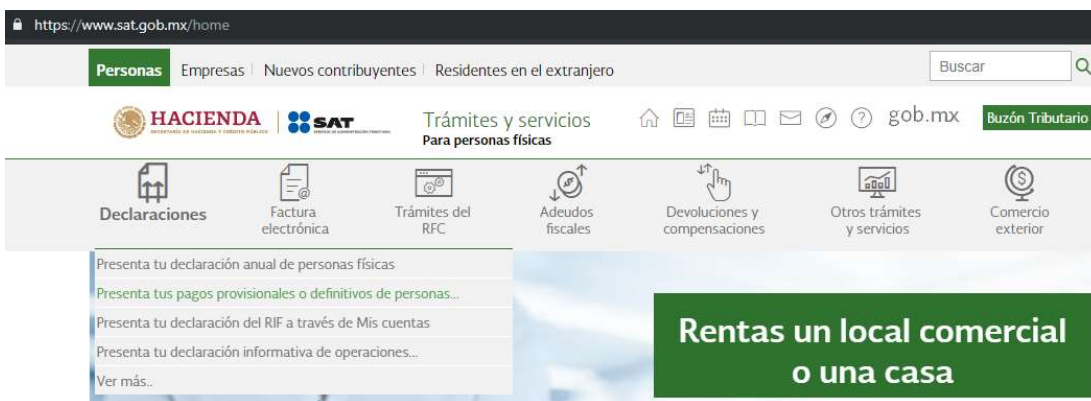 https://www.sat.gob.mx/home
Personas Empresas Nuevos contribuyentes Residentes en el extranjero Buscar
HACIENDA SAT Trámites y servicios gob.mx Buzón Tributario
SECRETARÍA DE HACIENDA Y CRÉDITO PÚBLICO
Para personas físicas
Declaraciones Factura electrónica Trámites del RFC Adeudos fiscales Devoluciones y compensaciones Otros trámites y servicios Comercio exterior
Presenta tu declaración anual de personas físicas
Presenta tus pagos provisionales o definitivos de personas...
Presenta tu declaración del RIF a través de Mis cuentas
Presenta tu declaración informativa de operaciones...
Ver más..
Rentas un local comercial
o una casa